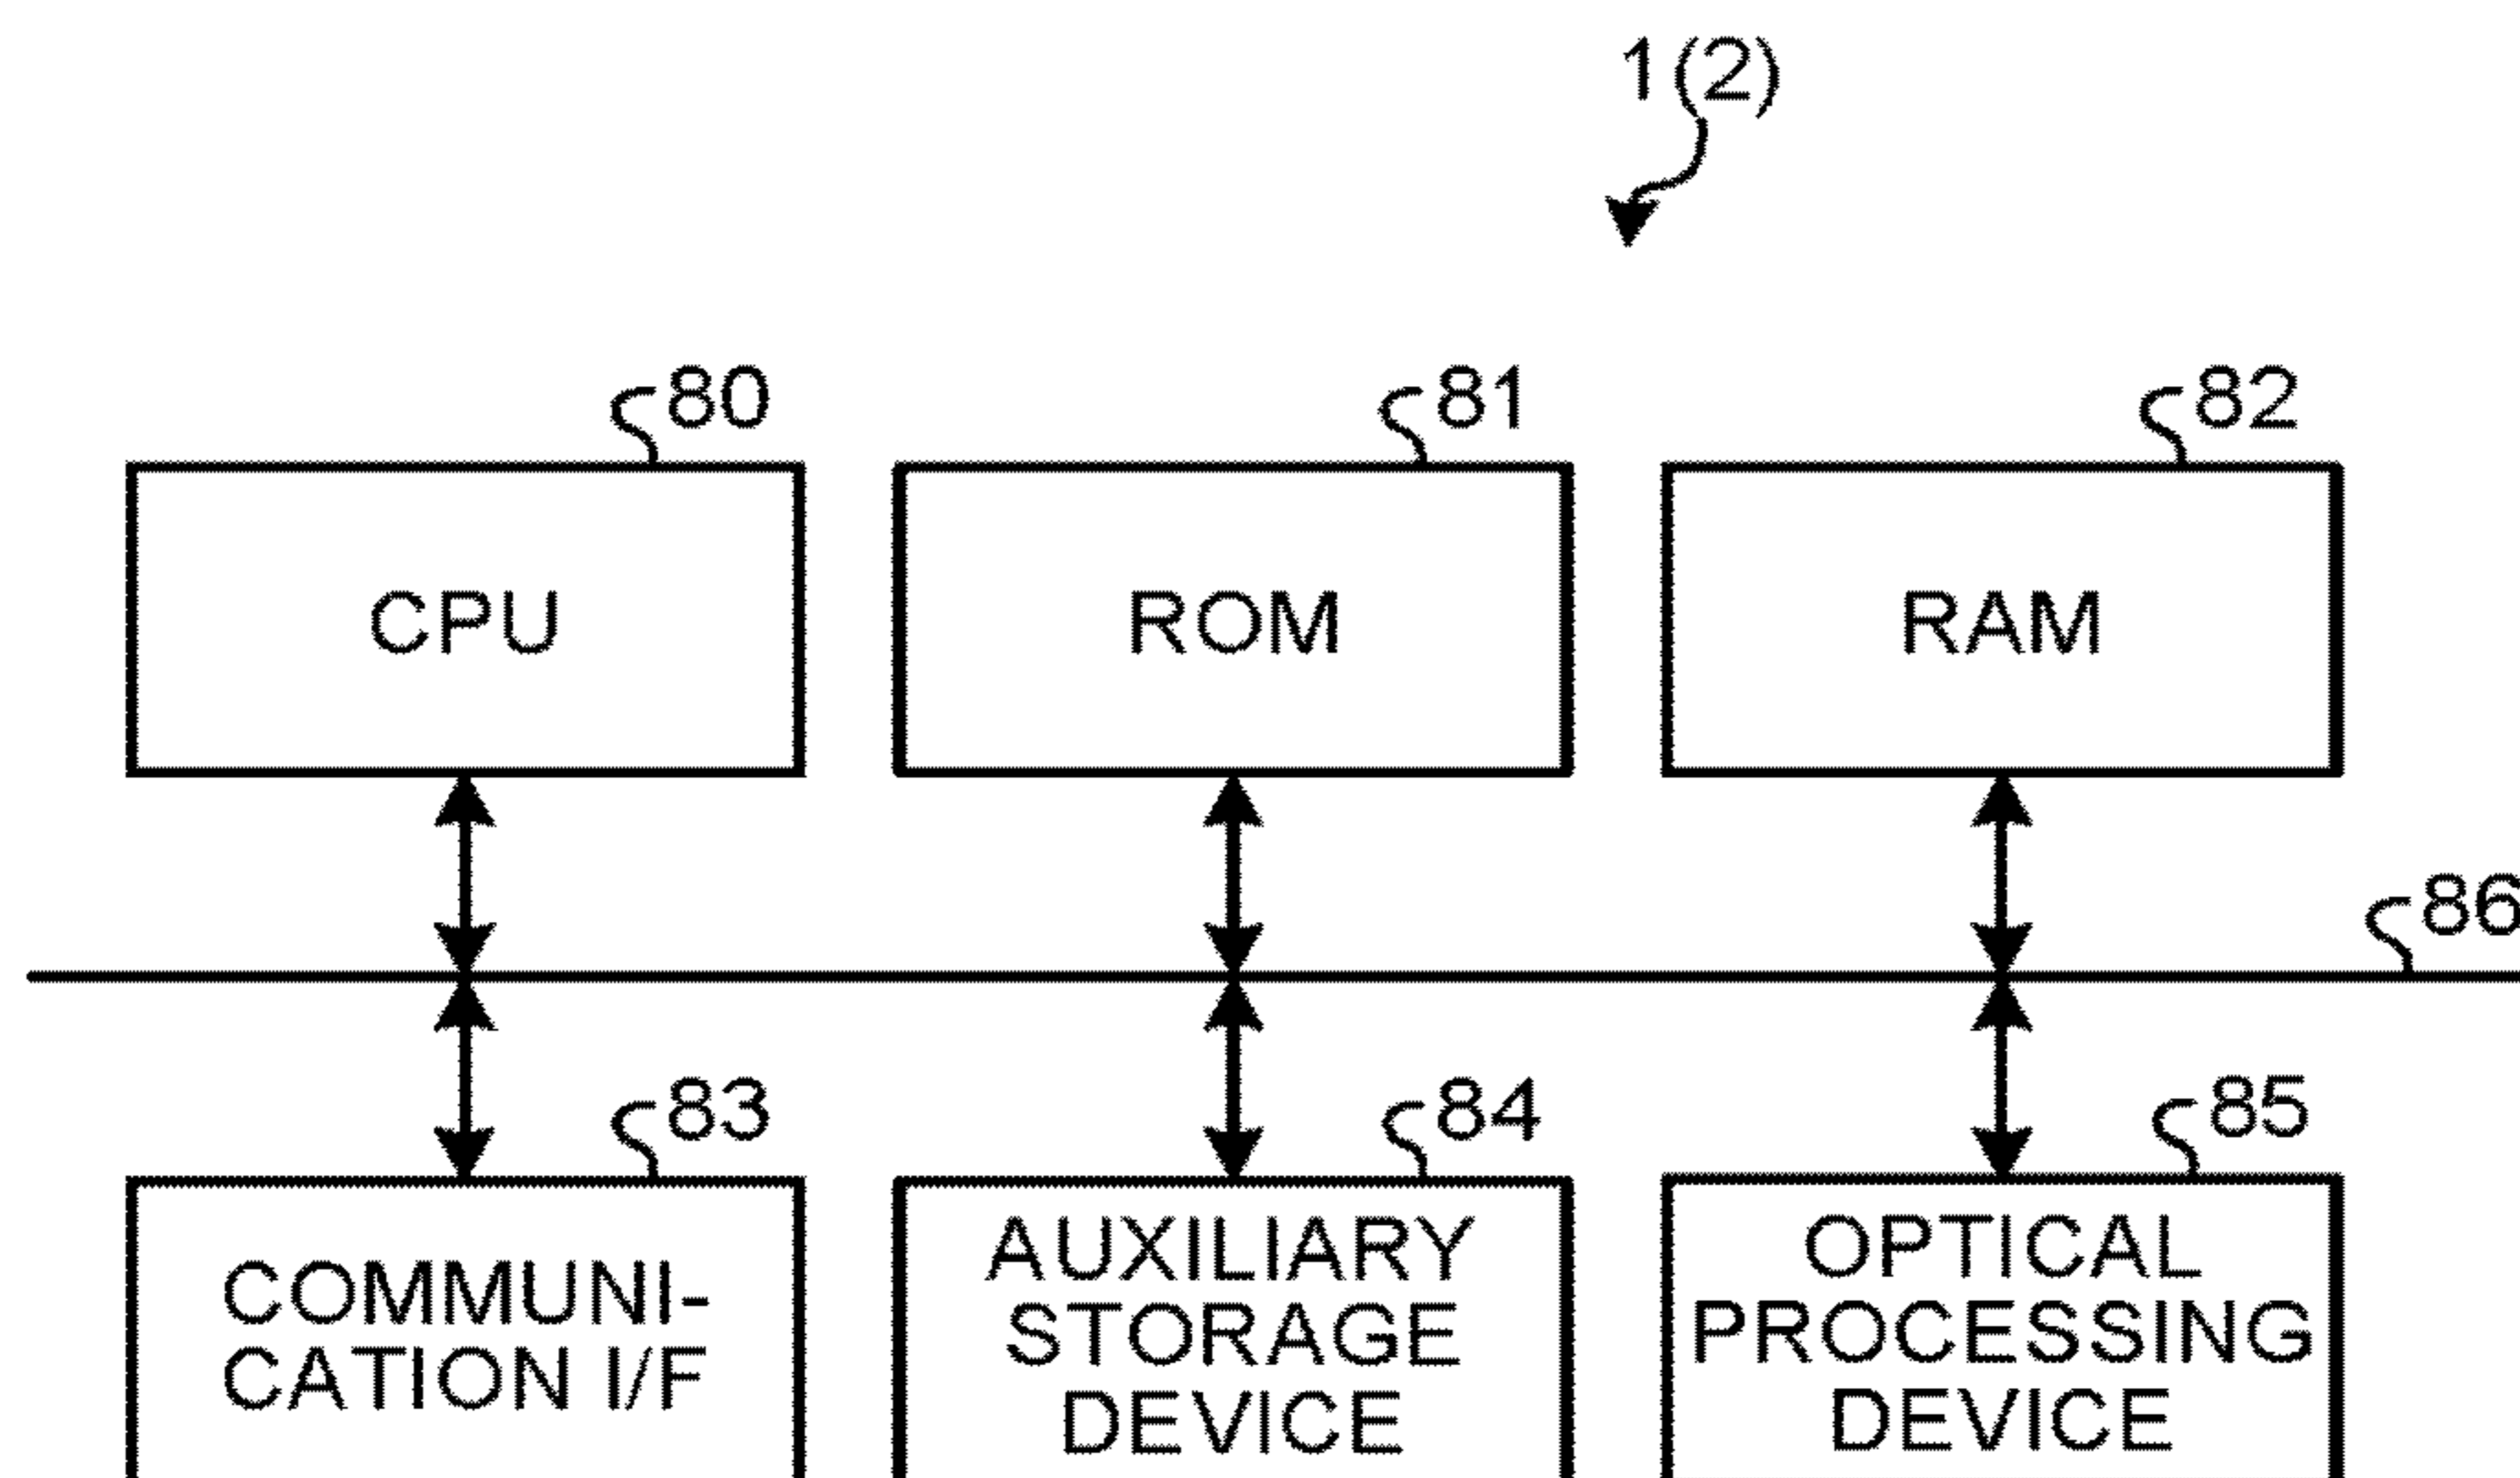 1(2)
80
81
82
CPU
ROM
RAM
86
83
84
85
COMMUNI-
CATION I/F
AUXILIARY
STORAGE
DEVICE
OPTICAL
PROCESSING
DEVICE